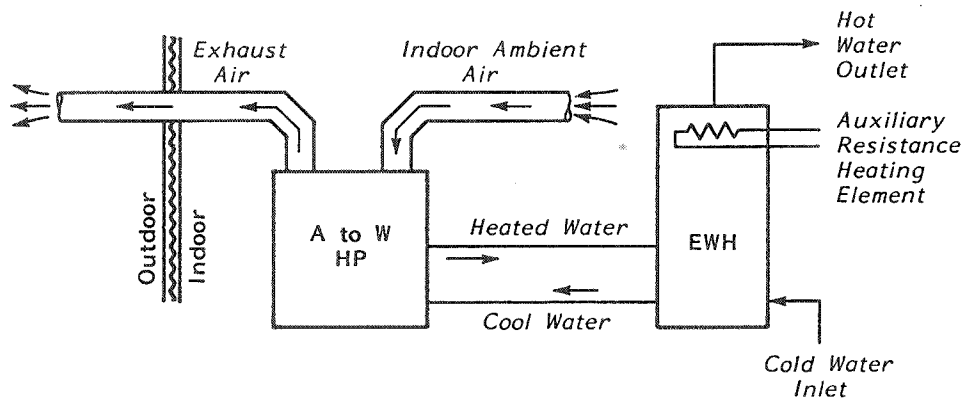 Exhaust
Air
Indoor Ambient
Air
Hot
Water
Outlet
Auxiliary
Resistance
Heating
Element
Outdoor
Indoor
A to W
HP
Heated Water
Cool Water
EWH
Cold Water
Inlet